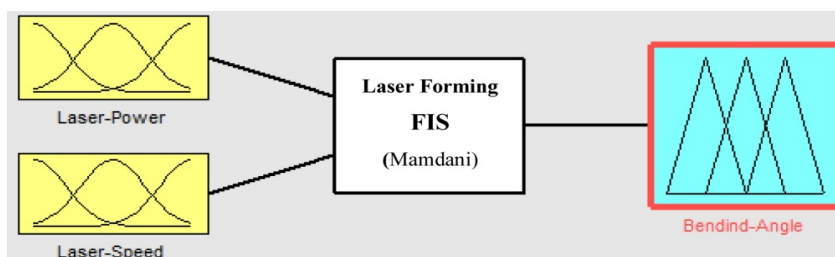 Laser-Power
Laser Forming
FIS
(Mamdani)
Laser-Speed
Bendind-Angle